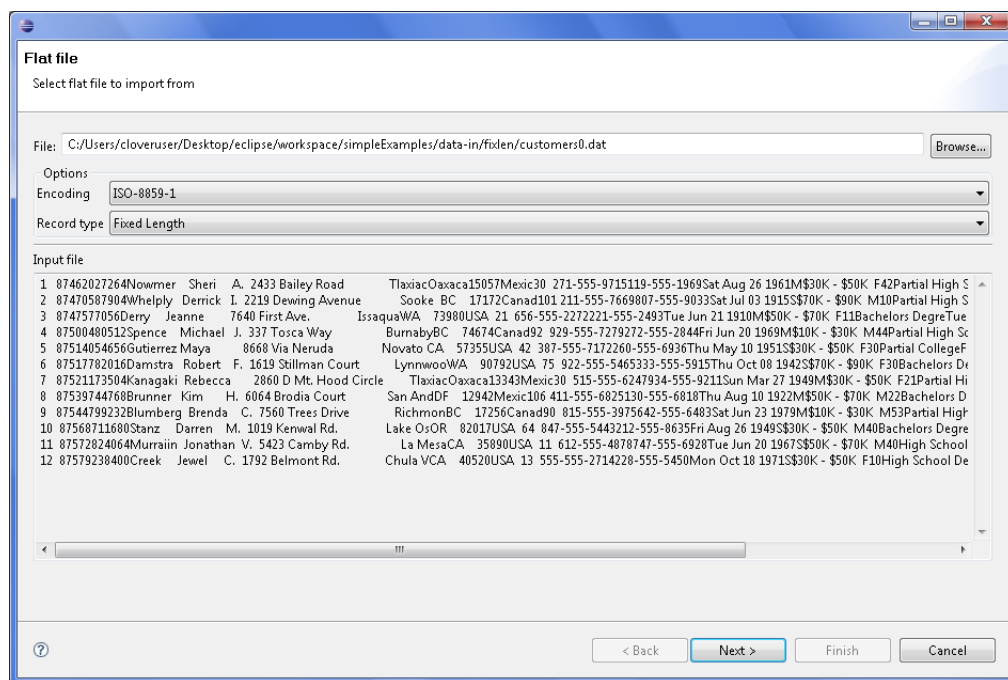 Flat file
Select flat file to import from
File: C:/Users/cloveruser/Desktop/eclipse/workspace/simpleExamples/data-in/fixlen/customers0.dat Browse...
Options
Encoding ISO-8859-1
Record type Fixed Length
Input file
1 87462027264Nowmer Sheri A. 2433 Bailey Road TlaxiacOaxaca15057Mexic30 271-555-9715119-555-1969Sat Aug 26 1961M$30K - $50K F42Partial High S
2 87470587904Whelply Derrick I. 2219 Dewing Avenue Sooke BC 17172Canad101 211-555-7669807-555-9033Sat Jul 03 1915S$70K - $90K M10Partial High
3 8747577056Derry Jeanne 7640 First Ave. IssaquaWA 73980USA 21 656-555-2272221-555-2493Tue Jun 21 1910M$50K - $70K F11Bachelors DegreTue
4 87500480512Spence Michael J. 337 Tosca Way BurnabyBC 74674Canad92 929-555-7279272-555-2844Fri Jun 20 1969M$10K - $30K M44Partial High Sc
5 87514054656Gutierrez Maya 8668 Via Neruda Novato CA 57355USA 42 387-555-7172260-555-6936Thu May 10 1951S$30K - $50K F30Partial CollegeF
6 87517782016Damstra Robert F. 1619 Stillman Court LynnwooWA 90792USA 75 922-555-5465333-555-5915Thu Oct 08 1942S$70K - $90K F30Bachelors De
7 87521173504Kanagaki Rebecca 2860 D Mt. Hood Circle TlaxiacOaxaca13343Mexic30 515-555-6247934-555-9211Sun Mar 27 1949M$30K - $50K F21Partial Hi
8 87539744768Brunner Kim H. 6064 Brodia Court San AndDF 12942Mexic106 411-555-6825130-555-6818Thu Aug 10 1922M$50K - $70K M22Bachelors D
9 87544799232Blumberg Brenda C. 7560 Trees Drive RichmonBC 17256Canad90 815-555-3975642-555-6483Sat Jun 23 1979M$10K - $30K M53Partial High
10 87568711680Stanz Darren M. 1019 Kenwal Rd. Lake OsOR 82017USA 64 847-555-5443212-555-8635Fri Aug 26 1949S$30K - $50K M40Bachelors Degre
11 87572824064Murraiin Jonathan V. 5423 Camby Rd. La MesaCA 35890USA 11 612-555-4878747-555-6928Tue Jun 20 1967S$50K - $70K M40High School
12 87579238400Creek Jewel C. 1792 Belmont Rd. Chula VCA 40520USA 13 555-555-2714228-555-5450Mon Oct 18 1971S$30K - $50K F10High School De
< Back Next > Finish Cancel